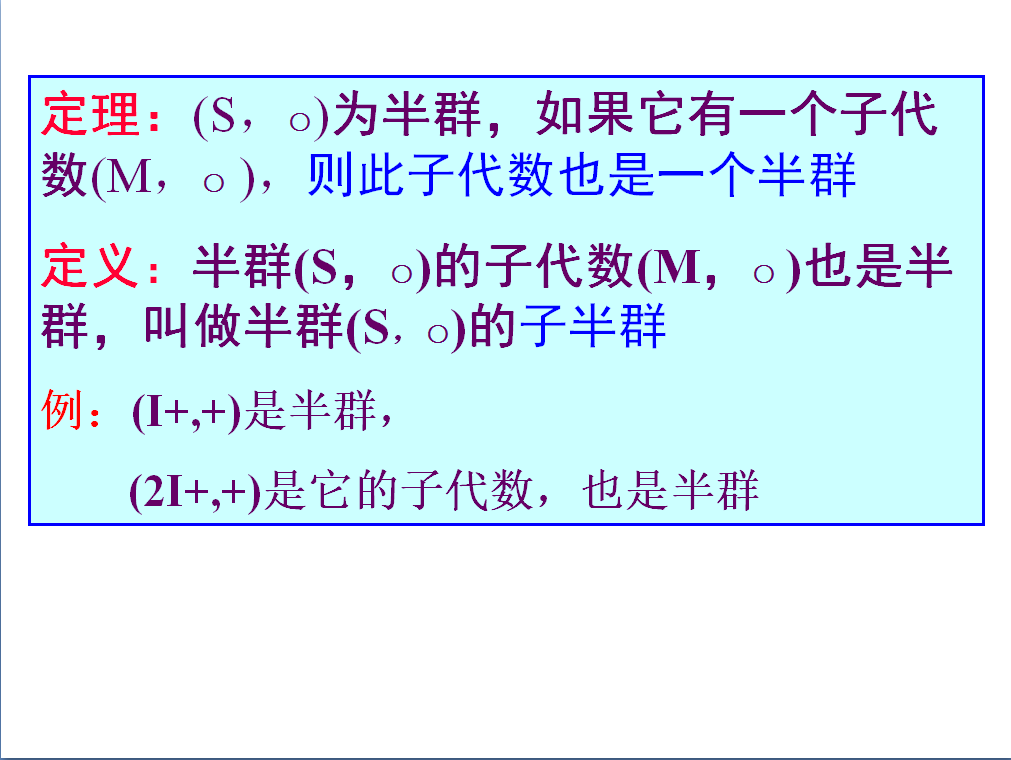 定理：(S，○)为半群，如果它有一个子代
数(M，○ )，则此子代数也是一个半群
定义：半群(S，○)的子代数(M，○ )也是半
群，叫做半群(S，○)的子半群
例：(I+,+)是半群，
(2I+,+)是它的子代数，也是半群